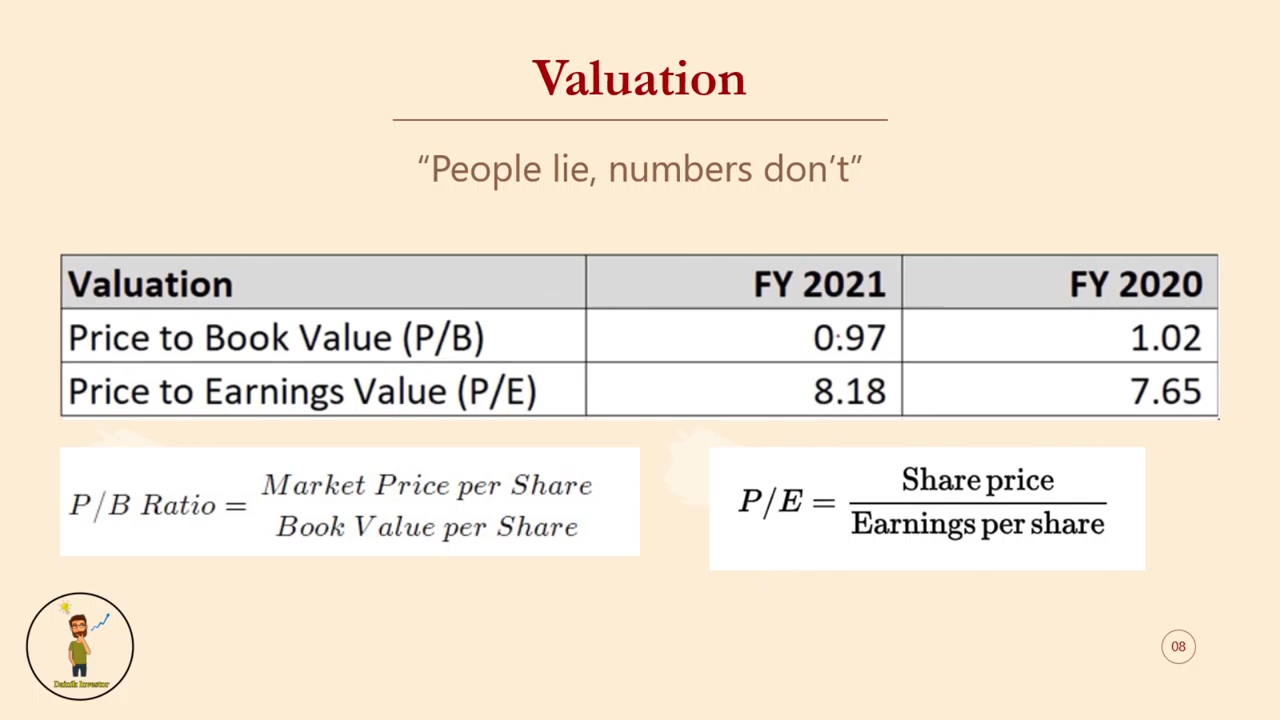 Valuation
“People lie, numbers don’t”
Valuation FY 2021 FY 2020
Price to Book Value (P/B) 0.97 1.02
Price to Earnings Value (P/E) 8.18 7.65
P/B Ratio = Market Price per Share / Book Value per Share
P/E = Share price / Earnings per share
Dainik Investor
08